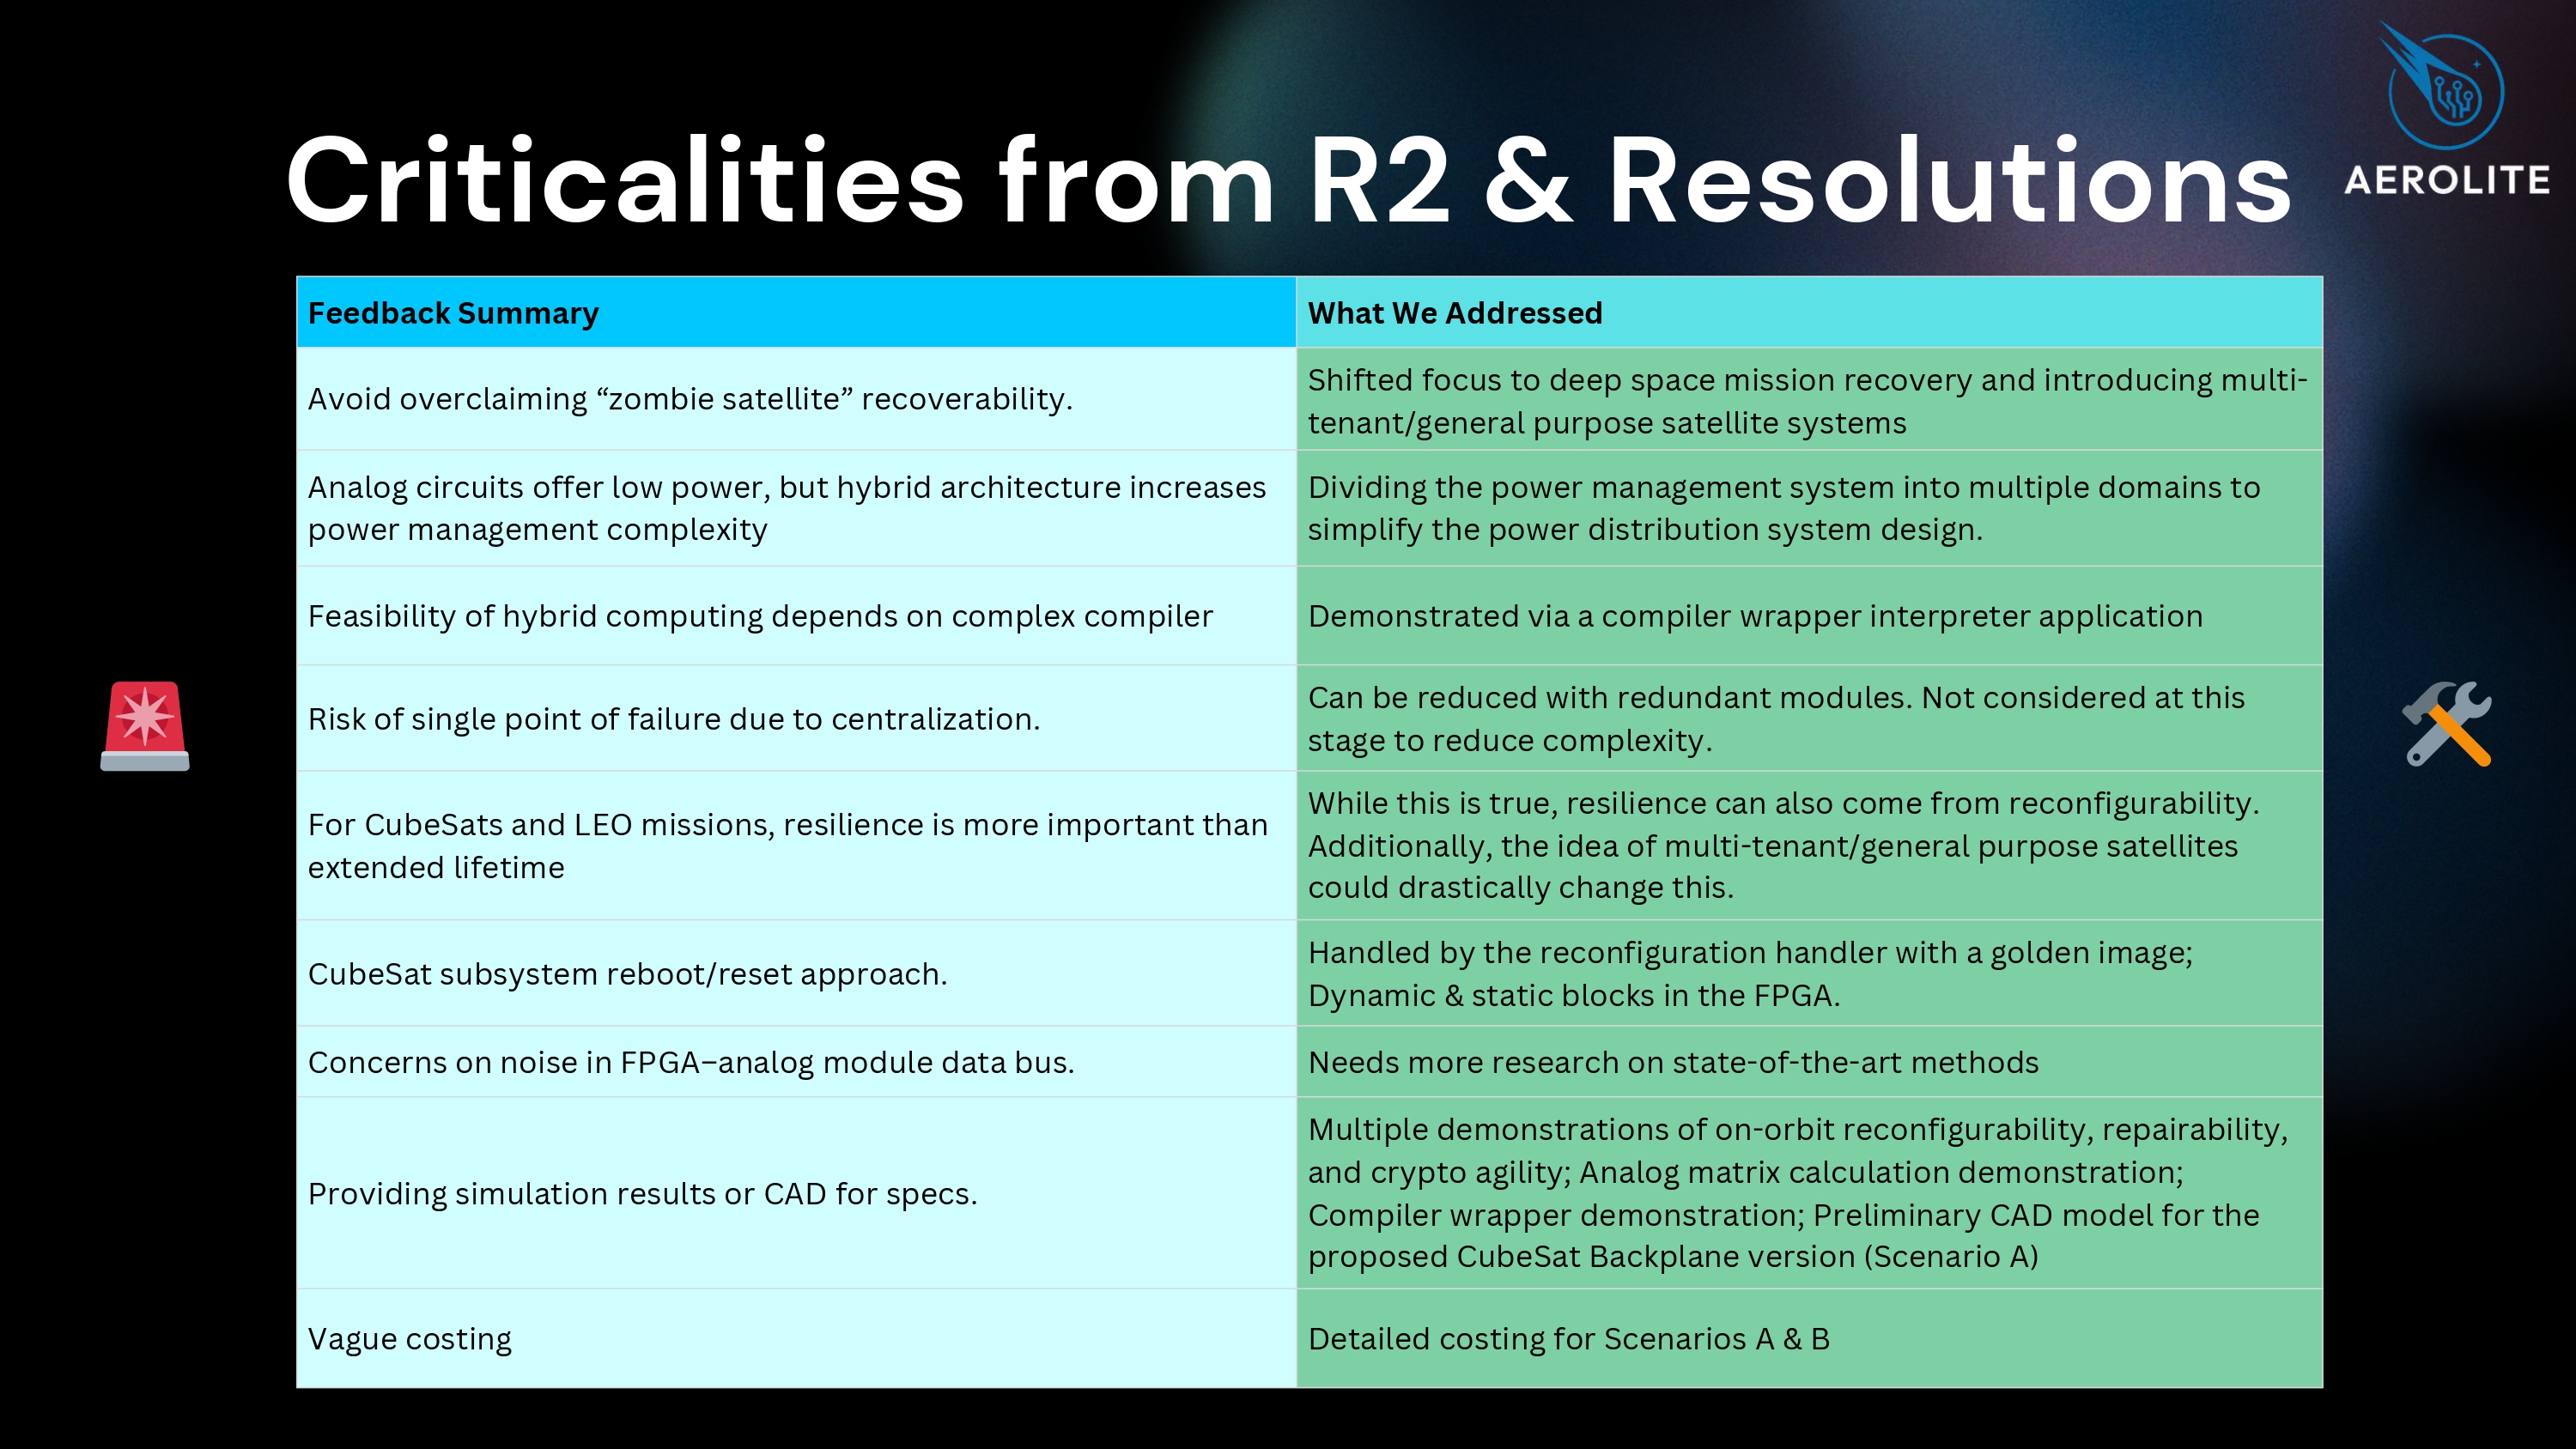 AEROLITE
Criticalities from R2 & Resolutions
Feedback Summary
What We Addressed
Avoid overclaiming “zombie satellite” recoverability.
Shifted focus to deep space mission recovery and introducing multi-
tenant/general purpose satellite systems
Analog circuits offer low power, but hybrid architecture increases
power management complexity
Dividing the power management system into multiple domains to
simplify the power distribution system design.
Feasibility of hybrid computing depends on complex compiler
Demonstrated via a compiler wrapper interpreter application
Risk of single point of failure due to centralization.
Can be reduced with redundant modules. Not considered at this
stage to reduce complexity.
For CubeSats and LEO missions, resilience is more important than
extended lifetime
While this is true, resilience can also come from reconfigurability.
Additionally, the idea of multi-tenant/general purpose satellites
could drastically change this.
CubeSat subsystem reboot/reset approach.
Handled by the reconfiguration handler with a golden image;
Dynamic & static blocks in the FPGA.
Concerns on noise in FPGA–analog module data bus.
Needs more research on state-of-the-art methods
Providing simulation results or CAD for specs.
Multiple demonstrations of on-orbit reconfigurability, repairability,
and crypto agility; Analog matrix calculation demonstration;
Compiler wrapper demonstration; Preliminary CAD model for the
proposed CubeSat Backplane version (Scenario A)
Vague costing
Detailed costing for Scenarios A & B